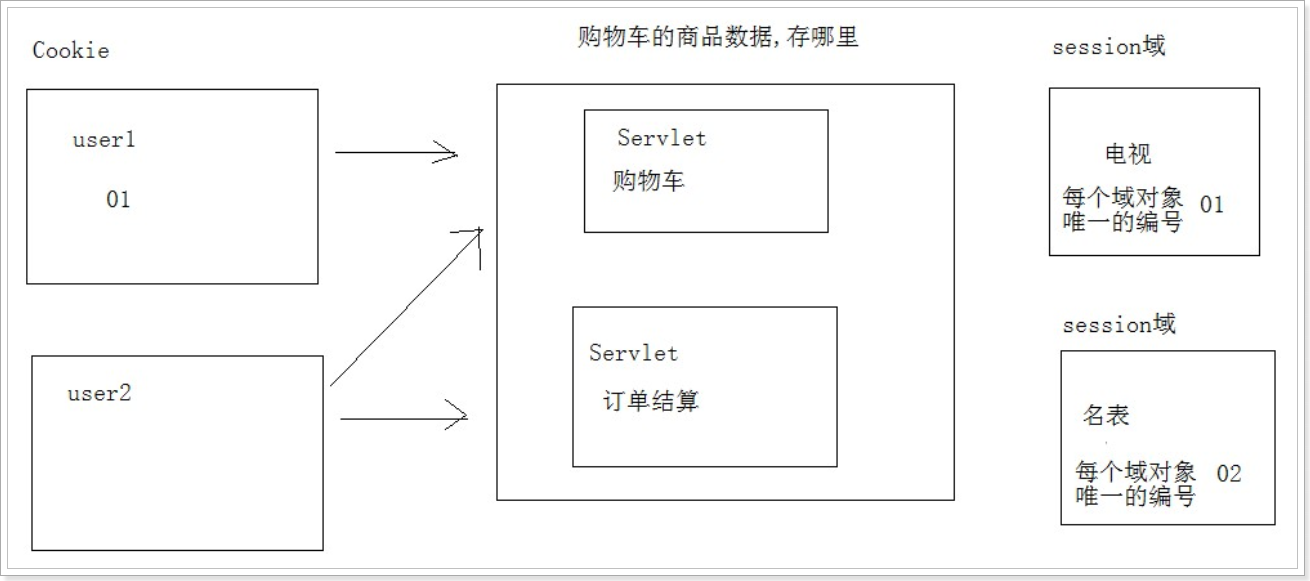 Cookie
user1
01
user2
购物车的商品数据,存哪里
Servlet
购物车
Servlet
订单结算
session域
电视
每个域对象
唯一的编号
01
session域
名表
每个域对象
唯一的编号
02